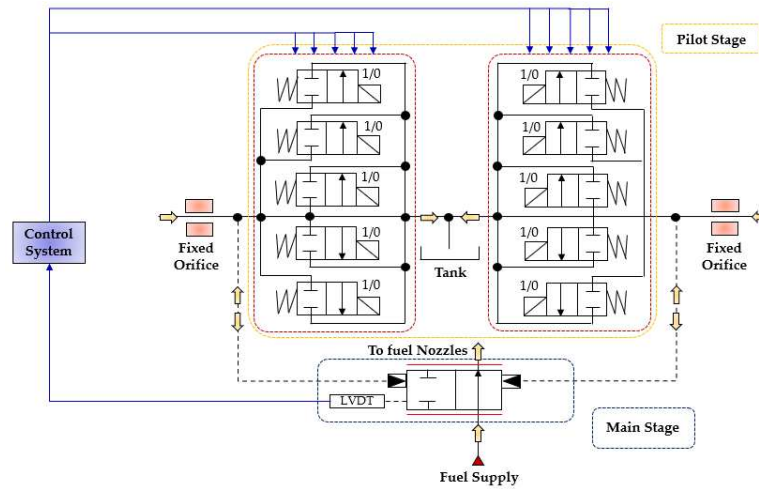 Pilot Stage
1/0
1/0
1/0
1/0
1/0
1/0
1/0
1/0
1/0
1/0
Control
System
Fixed
Orifice
Tank
Fixed
Orifice
To fuel Nozzles
LVDT
Main Stage
Fuel Supply